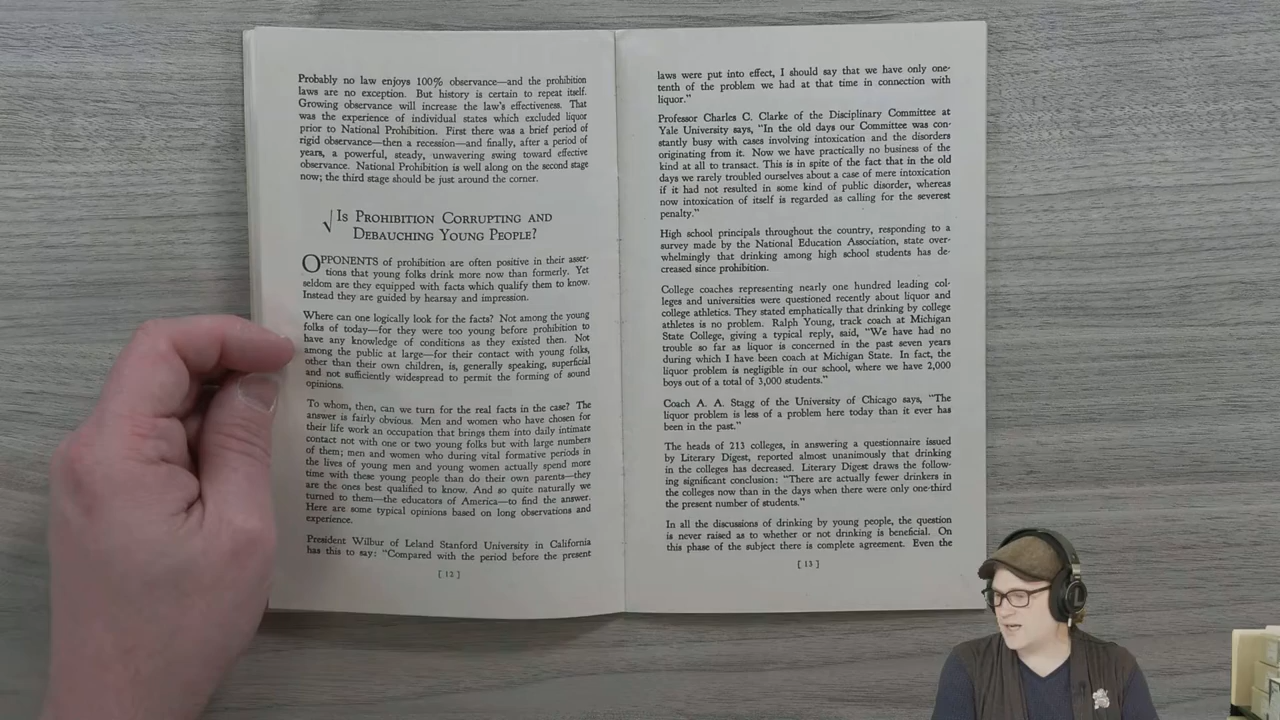 Probably no law enjoys 100% observance—and the prohibition
laws are no exception. But history is certain to repeat itself.
Growing observance will increase the law's effectiveness. That
was the experience of individual states which excluded liquor
prior to National Prohibition. First there was a brief period of
rigid observance—then a recession—and finally, after a period of
years, a powerful, steady, unwavering swing toward effective
observance. National Prohibition is well along on the second stage
now; the third stage should be just around the corner.
√ Is Prohibition Corrupting and
Debauching Young People?
OPPONENTS of prohibition are often positive in their asser-
tions that young folks drink more now than formerly. Yet
seldom are they equipped with facts which qualify them to know.
Instead they are guided by hearsay and impression.
Where can one logically look for the facts? Not among the young
folks of today—for they were too young before prohibition to
have any knowledge of conditions as they existed then. Not
among the public at large—for their contact with young folks,
other than their own children, is, generally speaking, superficial
and not sufficiently widespread to permit the forming of sound
opinions.
To whom, then, can we turn for the real facts in the case? The
answer is fairly obvious. Men and women who have chosen for
their life work an occupation that brings them into daily intimate
contact not with one or two young folks but with large numbers
of them; men and women who during vital formative periods in
the lives of young men and young women actually spend more
time with these young people than do their own parents—they
are the ones best qualified to know. And so quite naturally we
turned to them—the educators of America—to find the answer.
Here are some typical opinions based on long observations and
experience.
President Wilbur of Leland Stanford University in California
has this to say: "Compared with the period before the present
[ 12 ]
laws were put into effect, I should say that we have only one-
tenth of the problem we had at that time in connection with
liquor."
Professor Charles C. Clarke of the Disciplinary Committee at
Yale University says, "In the old days our Committee was con-
stantly busy with cases involving intoxication and the disorders
originating from it. Now we have practically no business of the
kind at all to transact. This is in spite of the fact that in the old
days we rarely troubled ourselves about a case of mere intoxication
if it had not resulted in some kind of public disorder, whereas
now intoxication of itself is regarded as calling for the severest
penalty."
High school principals throughout the country, responding to a
survey made by the National Education Association, state over-
whelmingly that drinking among high school students has de-
creased since prohibition.
College coaches representing nearly one hundred leading col-
leges and universities were questioned recently about liquor and
college athletics. They stated emphatically that drinking by college
athletes is no problem. Ralph Young, track coach at Michigan
State College, giving a typical reply, said, "We have had no
trouble so far as liquor is concerned in the past seven years
during which I have been coach at Michigan State. In fact, the
liquor problem is negligible in our school, where we have 2,000
boys out of a total of 3,000 students."
Coach A. A. Stagg of the University of Chicago says, "The
liquor problem is less of a problem here today than it ever has
been in the past."
The heads of 213 colleges, in answering a questionnaire issued
by Literary Digest, reported almost unanimously that drinking
in the colleges has decreased. Literary Digest draws the follow-
ing significant conclusion: "There are actually fewer drinkers in
the colleges now than in the days when there were only one-third
the present number of students."
In all the discussions of drinking by young people, the question
is never raised as to whether or not drinking is beneficial. On
this phase of the subject there is complete agreement. Even the
[ 13 ]